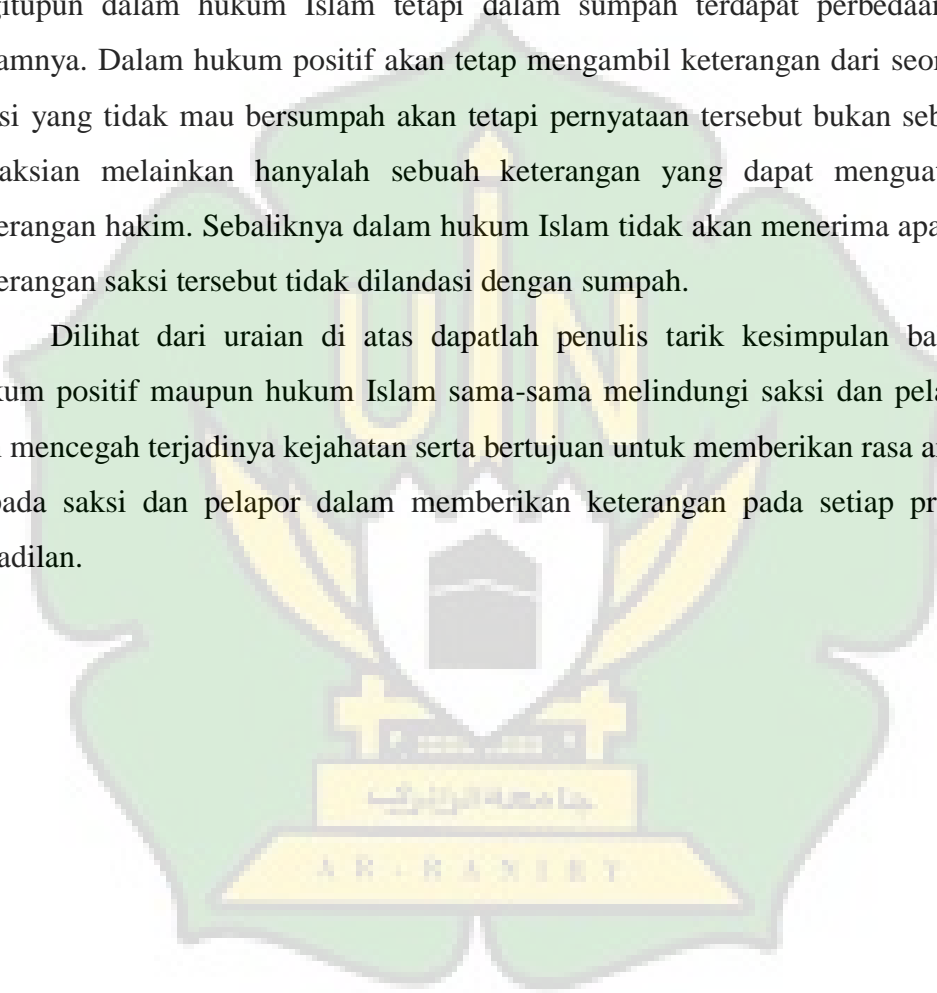 gitupun dalam hukum Islam tetapi dalam sumpah terdapat perbedaan
amnya. Dalam hukum positif akan tetap mengambil keterangan dari seor
si yang tidak mau bersumpah akan tetapi pernyataan tersebut bukan seb
aksian melainkan hanyalah sebuah keterangan yang dapat mengua
erangan hakim. Sebaliknya dalam hukum Islam tidak akan menerima apa
erangan saksi tersebut tidak dilandasi dengan sumpah.
Dilihat dari uraian di atas dapatlah penulis tarik kesimpulan ba
kum positif maupun hukum Islam sama-sama melindungi saksi dan pela
mencegah terjadinya kejahatan serta bertujuan untuk memberikan rasa a
pada saksi dan pelapor dalam memberikan keterangan pada setiap pr
adilan.
UIN
جامعة الرانيري
AR-RANIRY